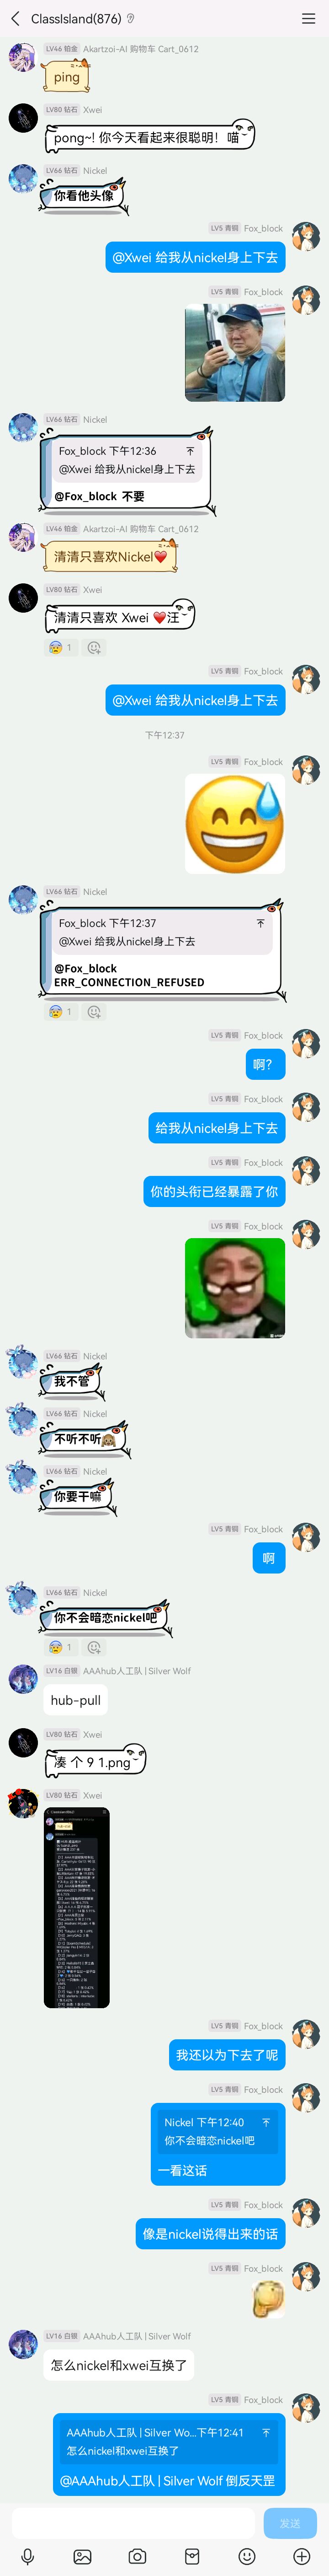 ClassIsland(876)
LV46 铂金 Akartzoi-AI 购物车 Cart_0612
ping
LV80 钻石 Xwei
pong~! 你今天看起来很聪明！喵
LV66 钻石 Nickel
你看他头像
LV5 青铜 Fox_block
@Xwei 给我从nickel身上下去
LV5 青铜 Fox_block
LV66 钻石 Nickel
Fox_block 下午12:36
@Xwei 给我从nickel身上下去
@Fox_block 不要
LV46 铂金 Akartzoi-AI 购物车 Cart_0612
清清只喜欢Nickel❤️
LV80 钻石 Xwei
清清只喜欢 Xwei ❤️汪
😰 1
LV5 青铜 Fox_block
@Xwei 给我从nickel身上下去
下午12:37
LV5 青铜 Fox_block
LV66 钻石 Nickel
Fox_block 下午12:37
@Xwei 给我从nickel身上下去
@Fox_block
ERR_CONNECTION_REFUSED
😰 1
LV5 青铜 Fox_block
啊？
LV5 青铜 Fox_block
给我从nickel身上下去
LV5 青铜 Fox_block
你的头衔已经暴露了你
LV5 青铜 Fox_block
LV66 钻石 Nickel
我不管
LV66 钻石 Nickel
不听不听🙉
LV66 钻石 Nickel
你要干嘛
LV5 青铜 Fox_block
啊
LV66 钻石 Nickel
你不会暗恋nickel吧
😰 1
LV16 白银 AAAhub人工队 | Silver Wolf
hub-pull
LV80 钻石 Xwei
凑 个 9 1.png
LV80 钻石 Xwei
LV5 青铜 Fox_block
我还以为下去了呢
LV5 青铜 Fox_block
Nickel 下午12:40
你不会暗恋nickel吧
一看这话
LV5 青铜 Fox_block
像是nickel说得出来的话
LV5 青铜 Fox_block
LV16 白银 AAAhub人工队 | Silver Wolf
怎么nickel和xwei互换了
LV5 青铜 Fox_block
AAAhub人工队 | Silver Wo...下午12:41
怎么nickel和xwei互换了
@AAAhub人工队 | Silver Wolf 倒反天罡
发送